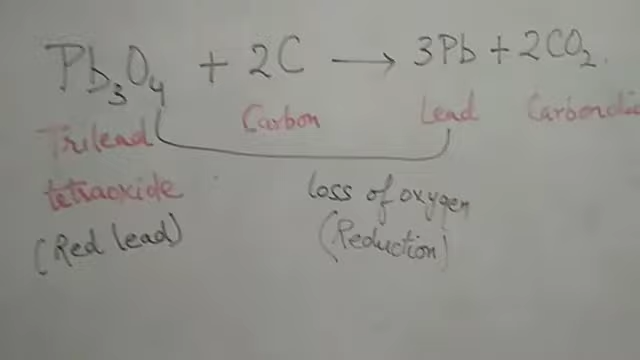 Pb₃O₄ + 2C → 3Pb + 2CO₂.
Trilead Carbon Lead
tetraoxide loss of oxygen
(Red lead) (Reduction)